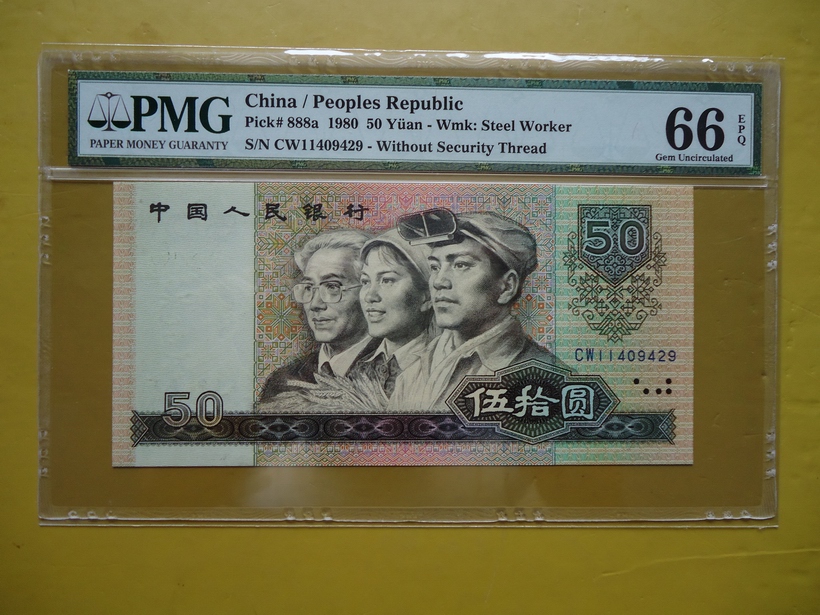 PMG
PAPER MONEY GUARANTY
China / Peoples Republic
Pick# 888a 1980 50 Yüan - Wmk: Steel Worker
S/N CW11409429 - Without Security Thread
66
EPQ
Gem Uncirculated
中国人民银行
50
CW11409429
50
伍拾圆